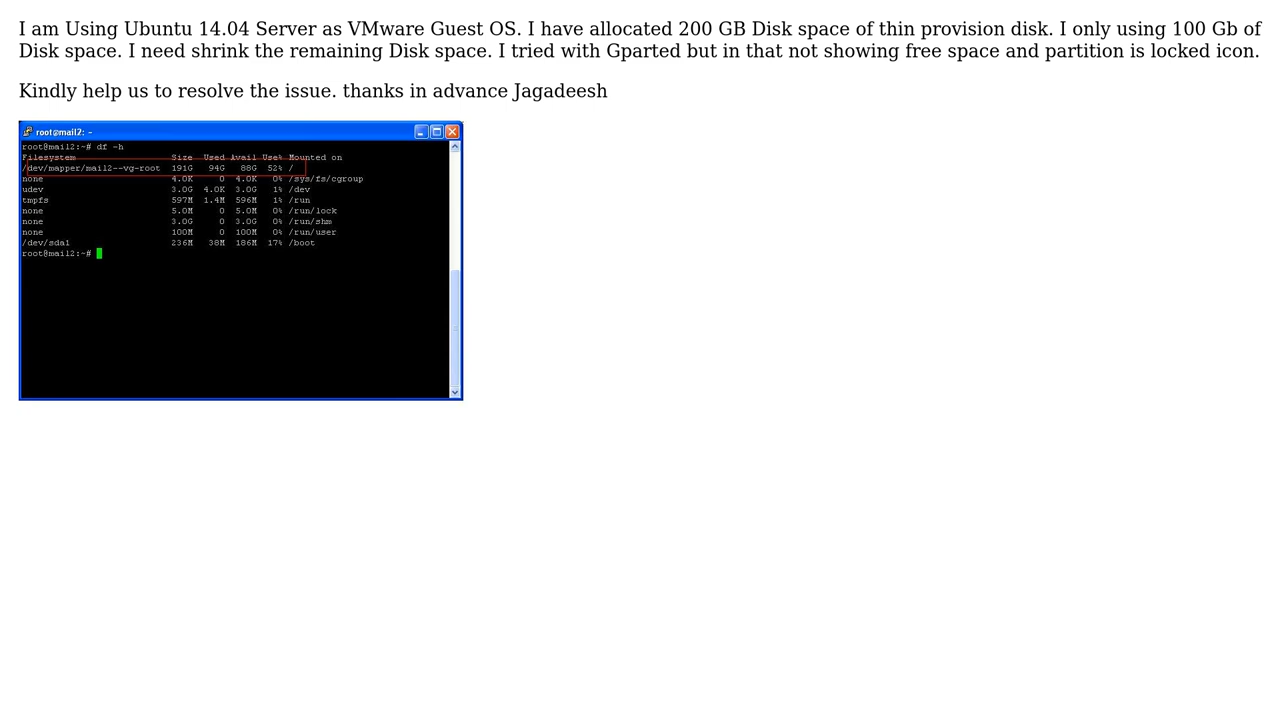 I am Using Ubuntu 14.04 Server as VMware Guest OS. I have allocated 200 GB Disk space of thin provision disk. I only using 100 Gb of
Disk space. I need shrink the remaining Disk space. I tried with Gparted but in that not showing free space and partition is locked icon.
Kindly help us to resolve the issue. thanks in advance Jagadeesh
root@mail2: ~
root@mail2:~# df -h
Filesystem Size Used Avail Use% Mounted on
/dev/mapper/mail2--vg-root 191G 94G 88G 52% /
none 4.0K 0 4.0K 0% /sys/fs/cgroup
udev 3.0G 4.0K 3.0G 1% /dev
tmpfs 597M 1.4M 596M 1% /run
none 5.0M 0 5.0M 0% /run/lock
none 3.0G 0 3.0G 0% /run/shm
none 100M 0 100M 0% /run/user
/dev/sda1 236M 38M 186M 17% /boot
root@mail2:~#